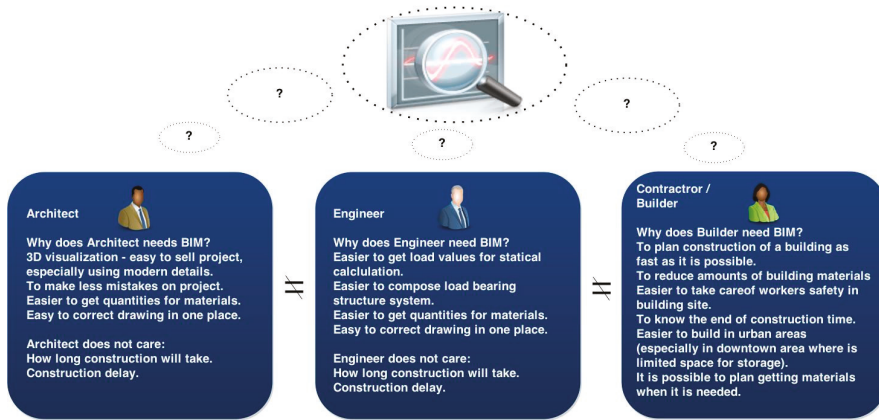 ?
?
?
?
?
Architect
Why does Architect needs BIM?
3D visualization - easy to sell project,
especially using modern details.
To make less mistakes on project.
Easier to get quantities for materials.
Easy to correct drawing in one place.
Architect does not care:
How long construction will take.
Construction delay.
≠
Engineer
Why does Engineer need BIM?
Easier to get load values for statical
calclulation.
Easier to compose load bearing
structure system.
Easier to get quantities for materials.
Easy to correct drawing in one place.
Engineer does not care:
How long construction will take.
Construction delay.
≠
Contractror /
Builder
Why does Builder need BIM?
To plan construction of a building as
fast as it is possible.
To reduce amounts of building materials
Easier to take careof workers safety in
building site.
To know the end of construction time.
Easier to build in urban areas
(especially in downtown area where is
limited space for storage).
It is possible to plan getting materials
when it is needed.